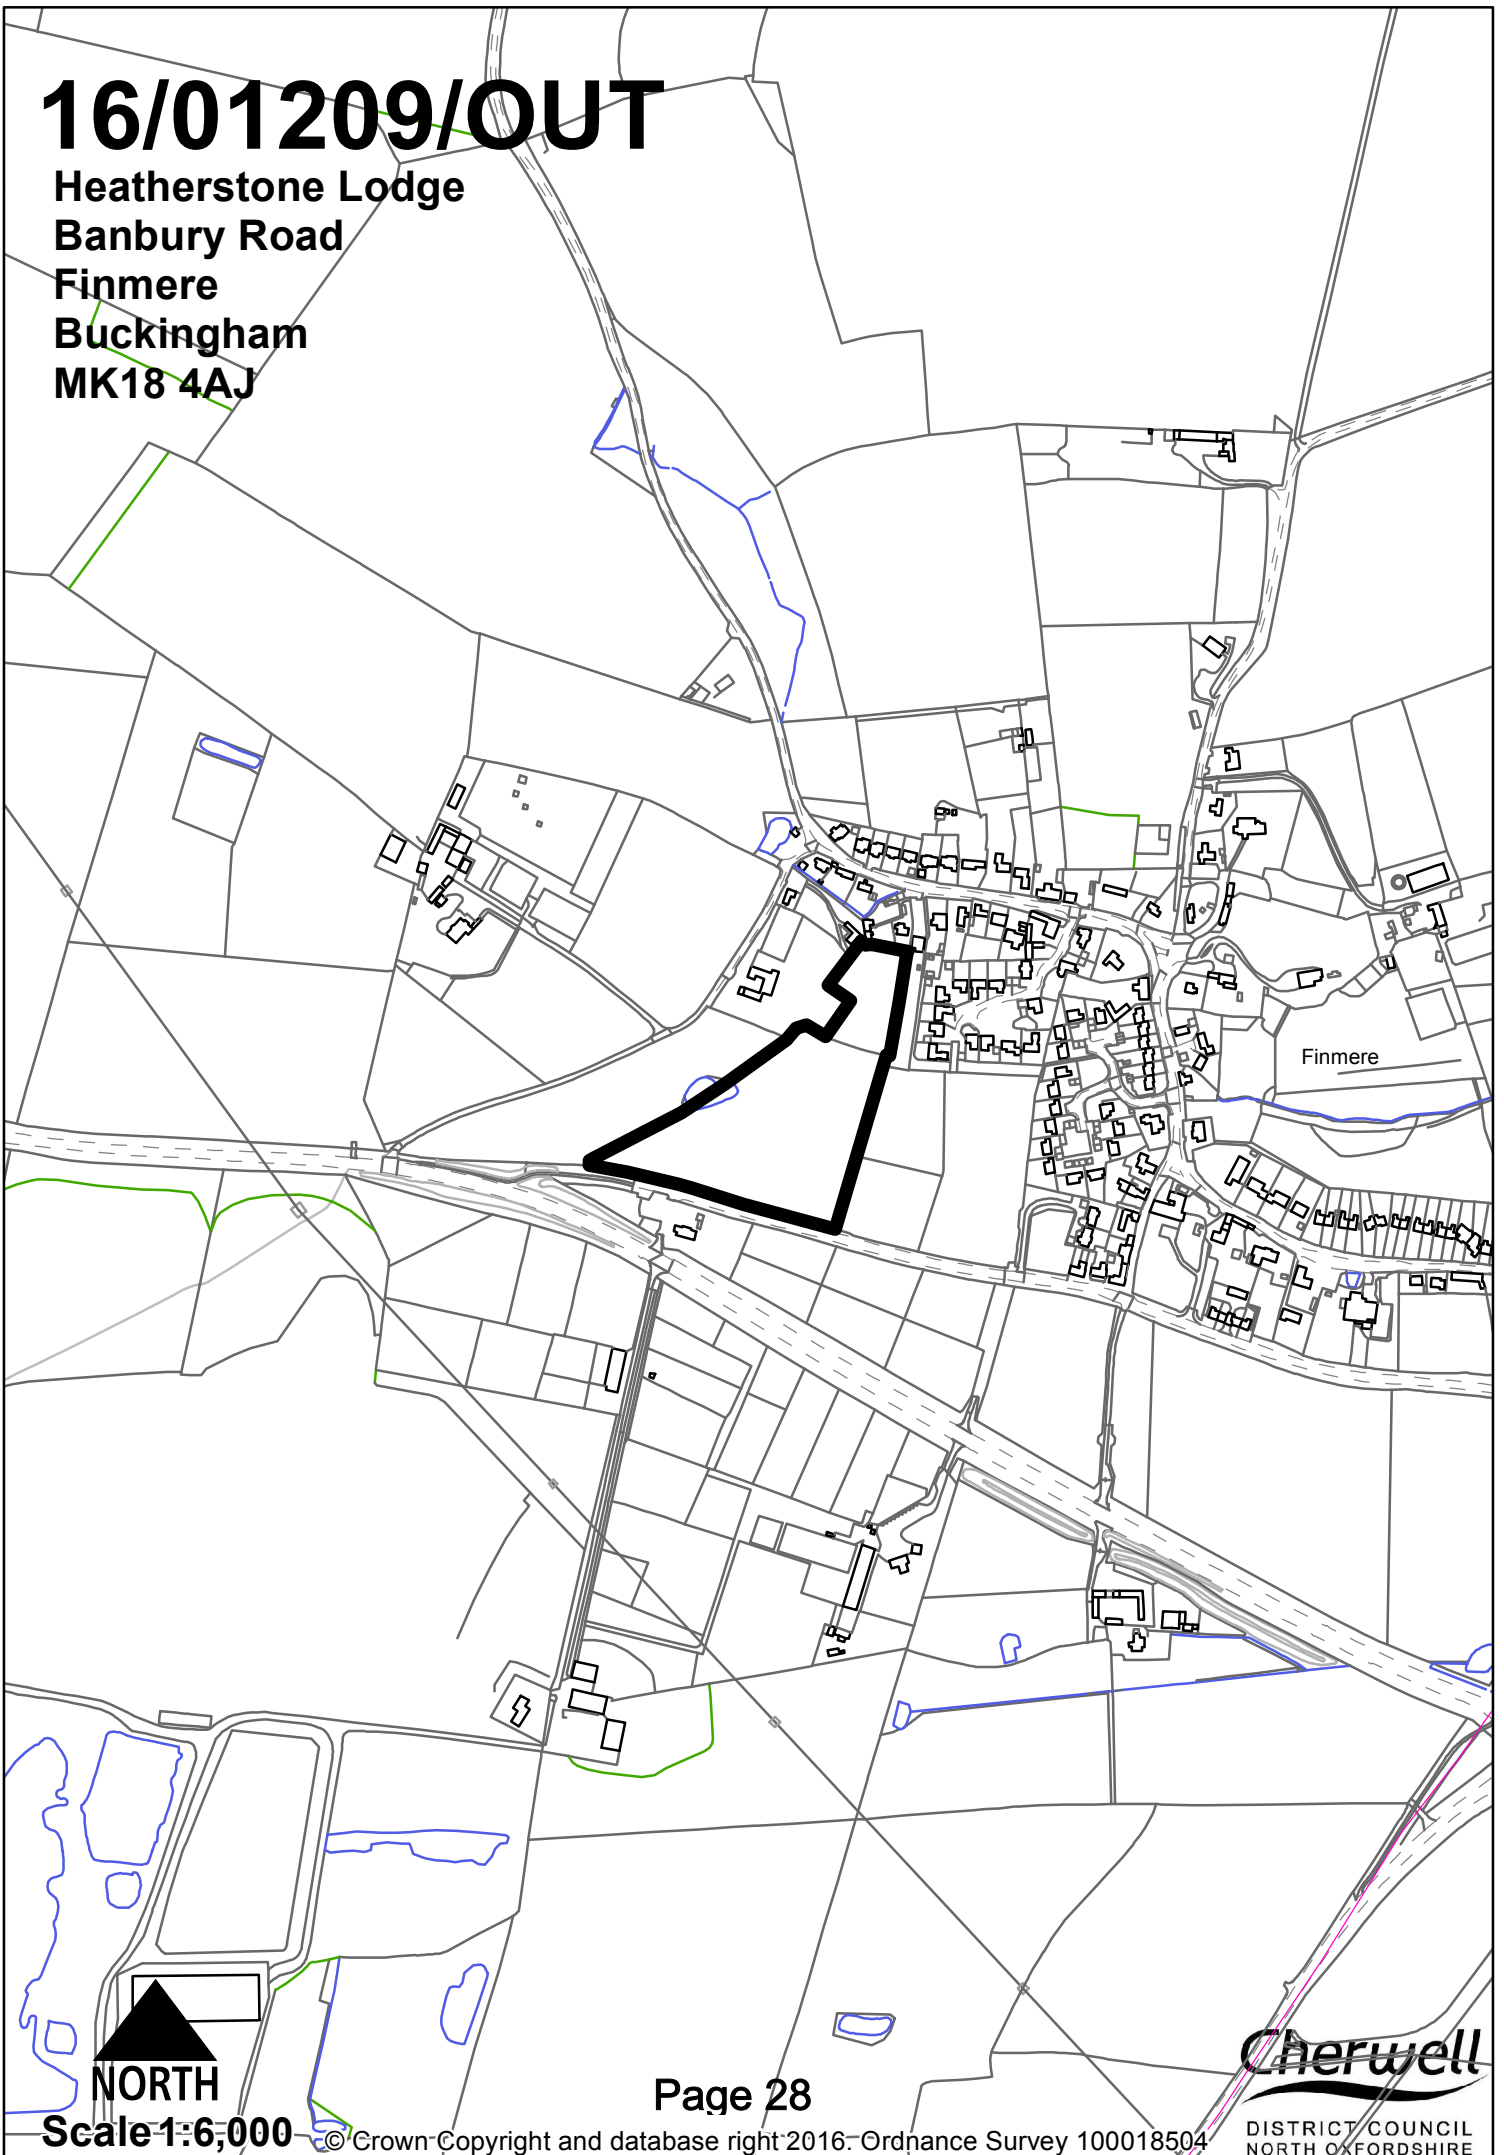 16/01209/OUT
Heatherstone Lodge
Banbury Road
Finmere
Buckingham
MK18 4AJ
Finmere
NORTH
Scale 1:6,000
Page 28
© Crown Copyright and database right 2016. Ordnance Survey 100018504
Cherwell
DISTRICT COUNCIL
NORTH OXFORDSHIRE